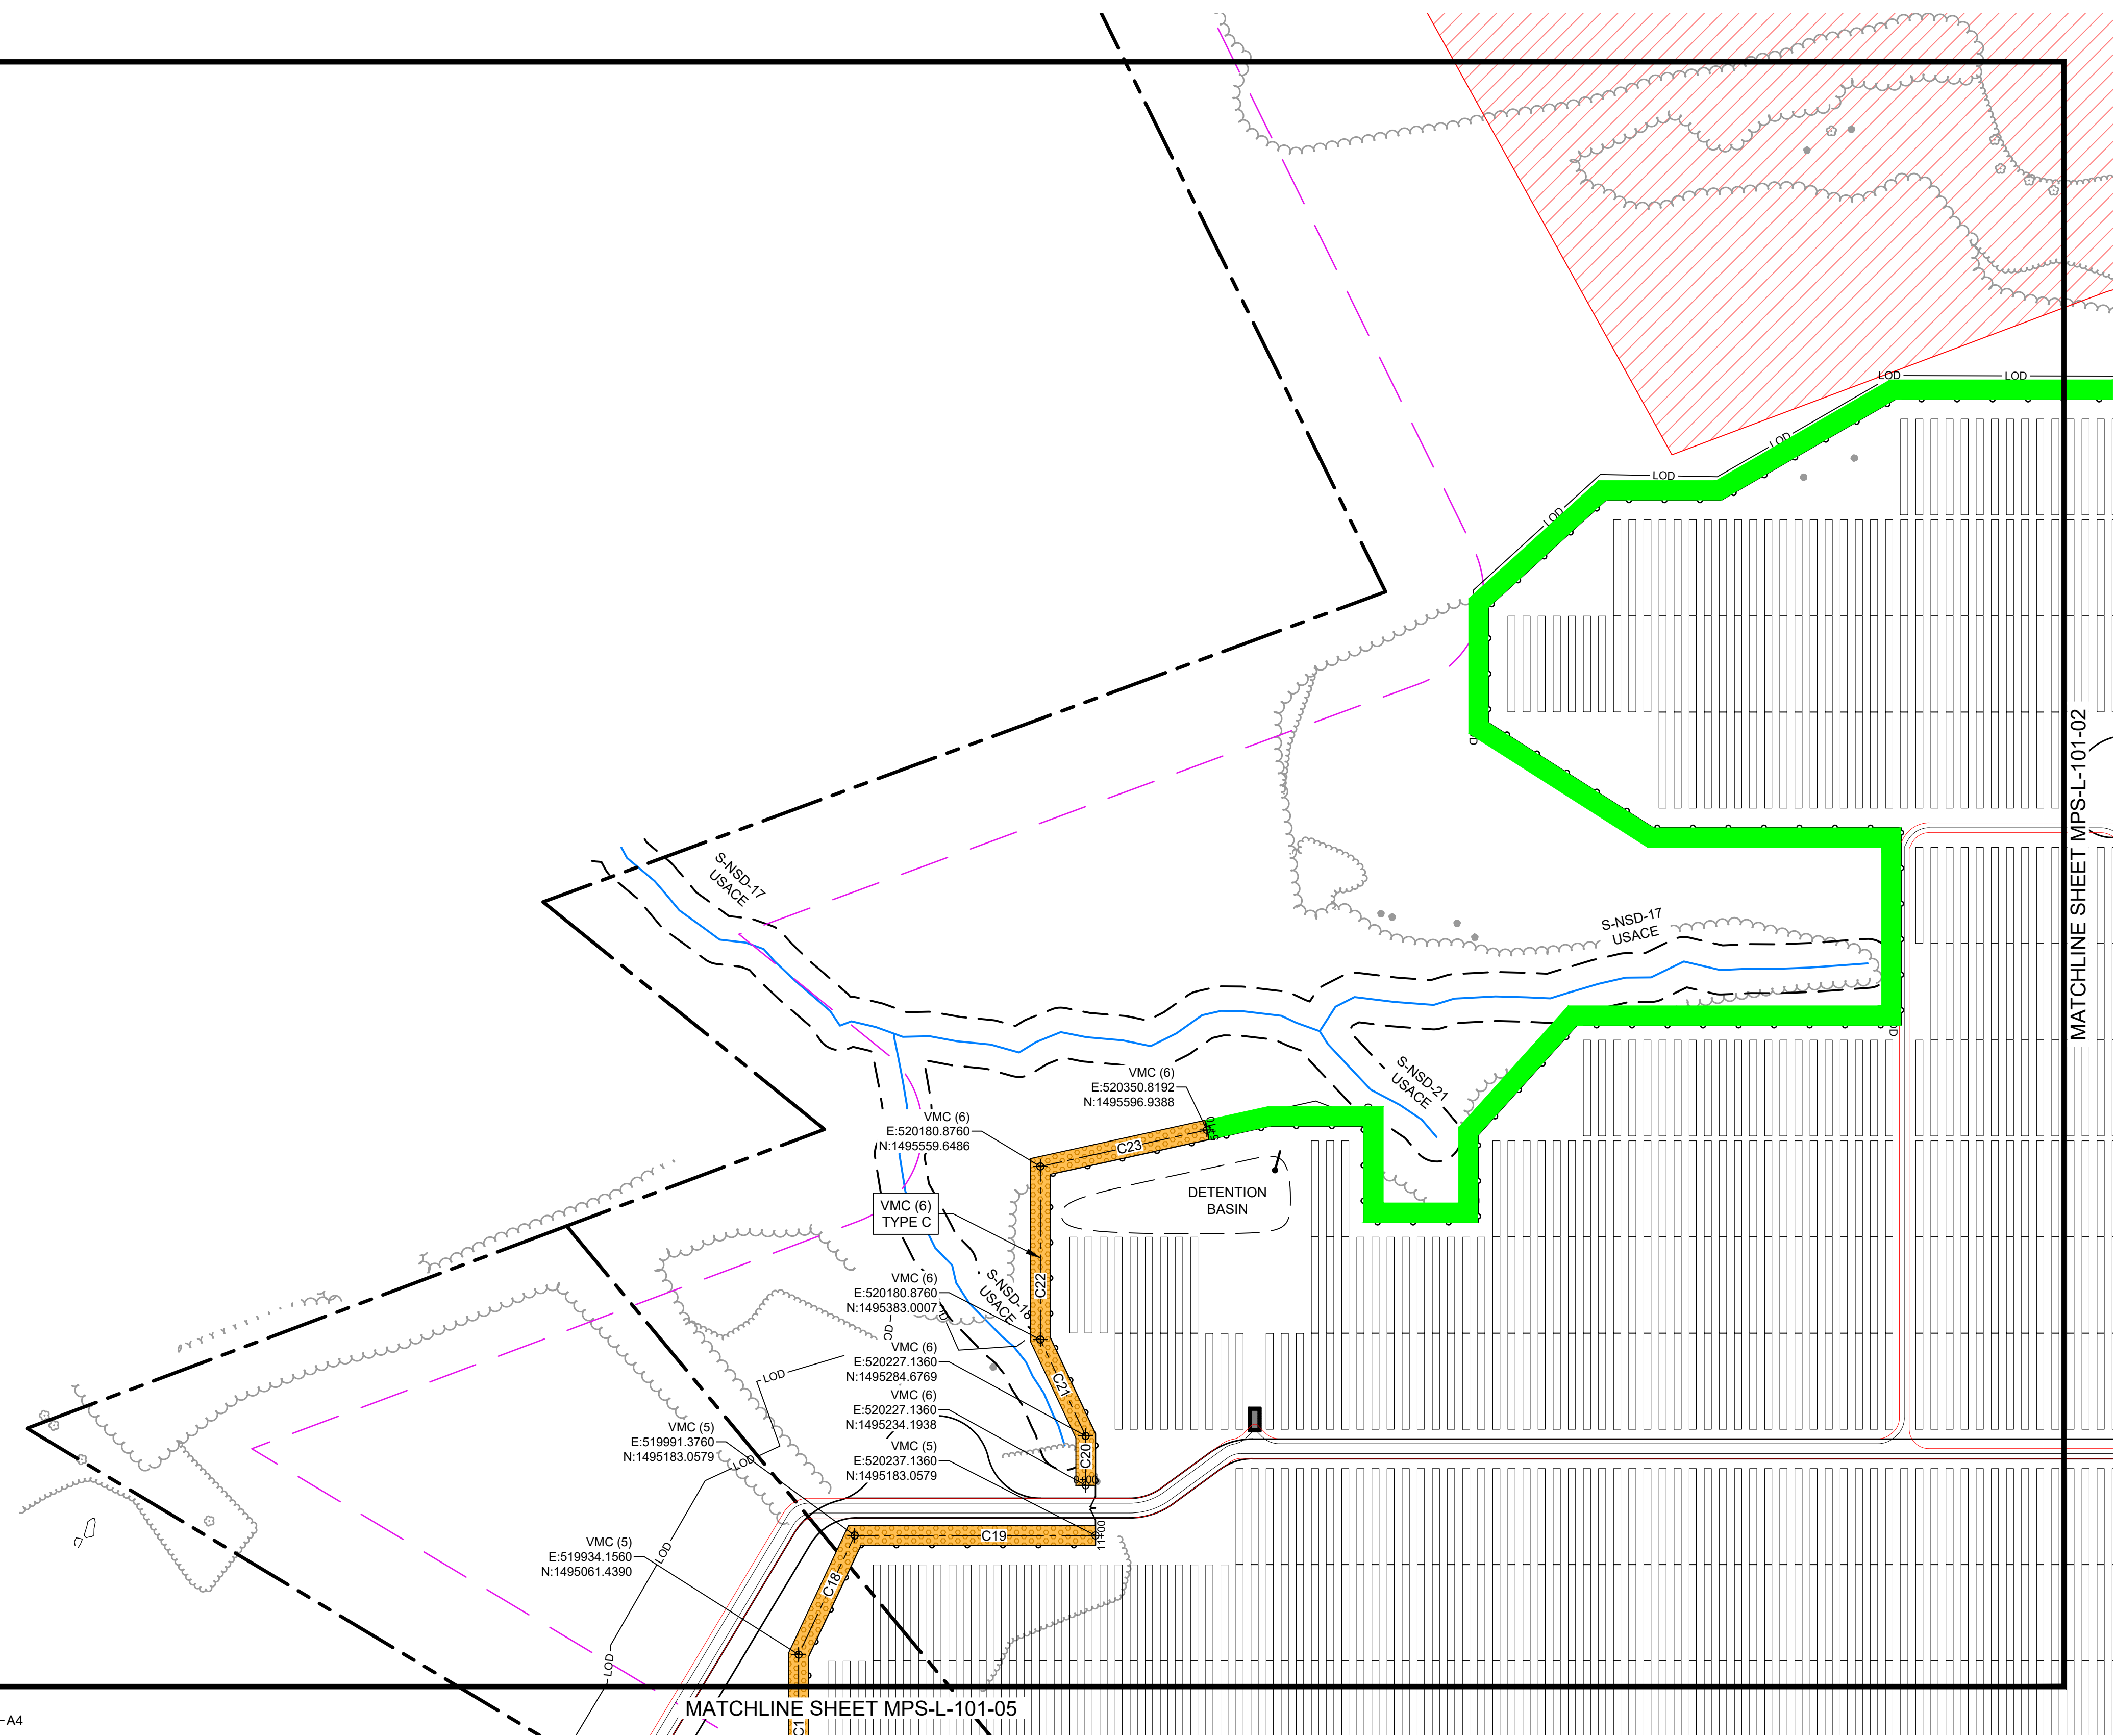 LOD
LOD
LOD
LOD
LOD
MATCHLINE SHEET MPS-L-101-02
S-NSD-17
USACE
S-NSD-17
USACE
S-NSD-21
USACE
VMC (6)
E:520350.8192
N:1495596.9388
VMC (6)
E:520180.8760
N:1495559.6486
C23
DETENTION
BASIN
VMC (6)
TYPE C
C22
S-NSD-18
USACE
VMC (6)
E:520180.8760
N:1495383.0007
VMC (6)
E:520227.1360
N:1495284.6769
C21
LOD
VMC (6)
E:520227.1360
N:1495234.1938
VMC (5)
E:519991.3760
N:1495183.0579
VMC (5)
E:520237.1360
N:1495183.0579
C20
0+00
LOD
C19
11+00
VMC (5)
E:519934.1560
N:1495061.4390
LOD
C18
LOD
MATCHLINE SHEET MPS-L-101-05
A4